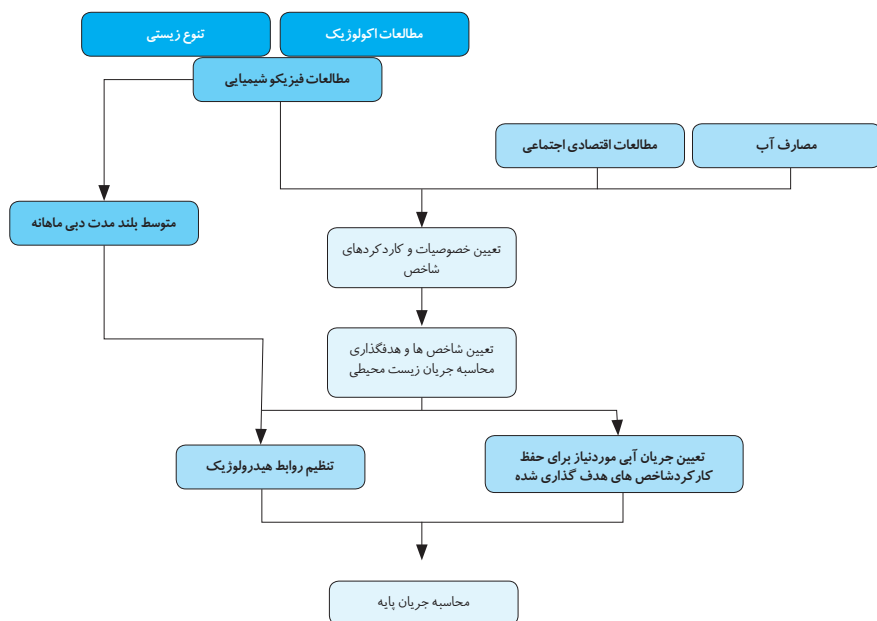 مطالعات اکولوژیک
تنوع زیستی
مطالعات فیزیکو شیمیایی
مصارف آب
مطالعات اقتصادی اجتماعی
متوسط بلند مدت دبی ماهانه
تعیین خصوصیات و کاردکردهای
شاخص
تعیین شاخص ها و هدفگذاری
محاسبه جریان زیست محیطی
تعیین جریان آبی موردنیاز برای حفظ
کارکردشاخص های هدف گذاری شده
تنظیم روابط هیدرولوژیک
محاسبه جریان پایه